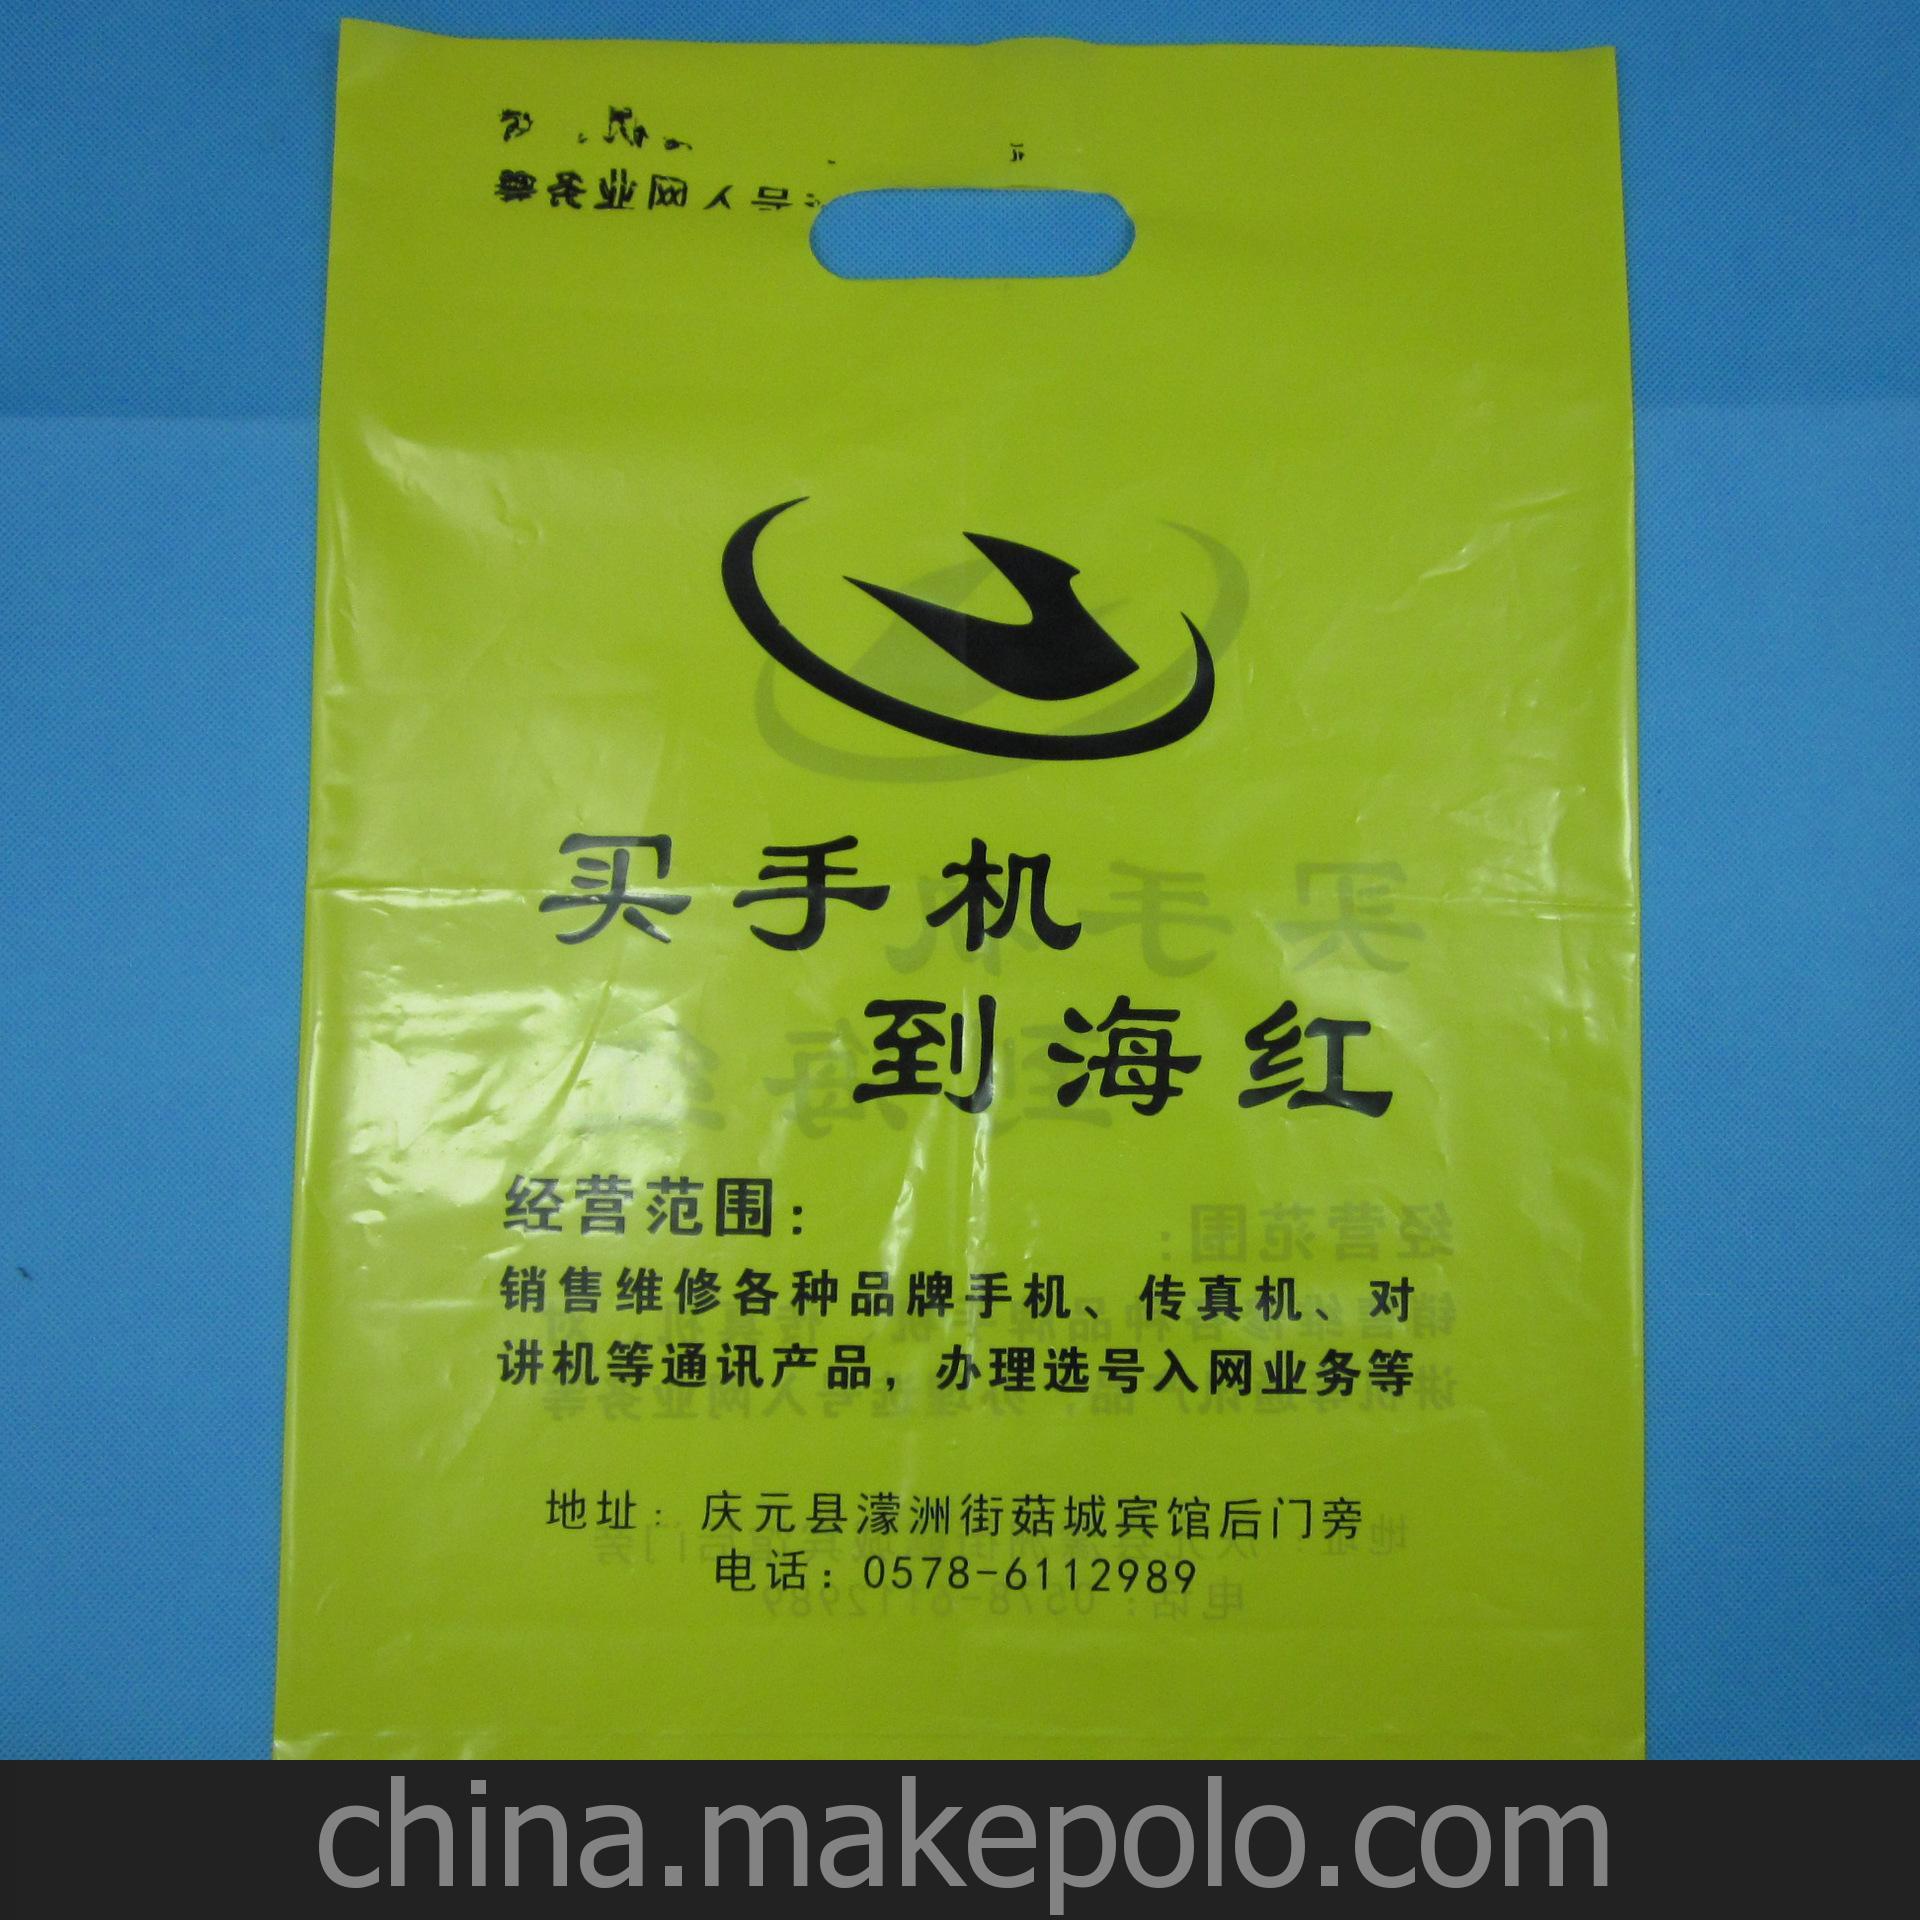 买手机
到海红
经营范围：
销售维修各种品牌手机、传真机、对
讲机等通讯产品，办理选号入网业务等
地址：庆元县濛洲街菇城宾馆后门旁
电话：0578-6112989
china.makepolo.com